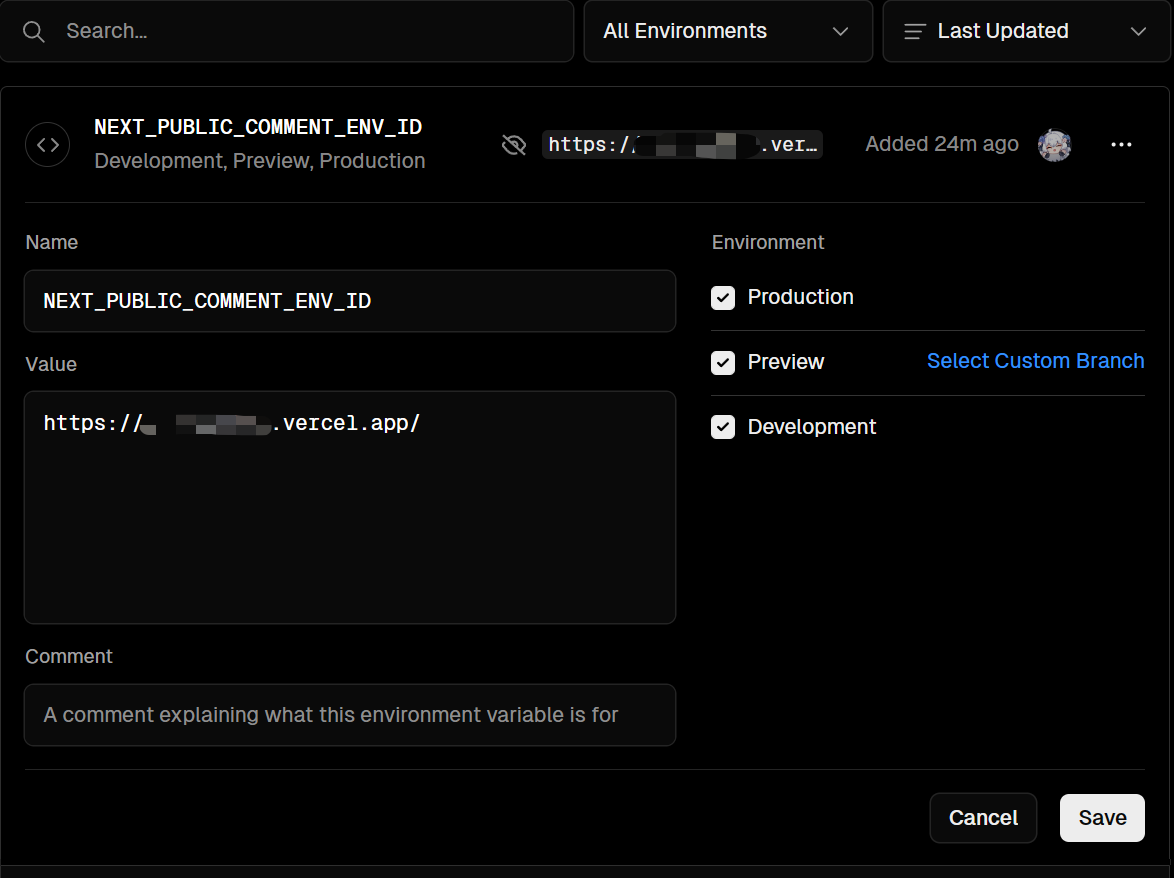 Search...
All Environments
Last Updated
NEXT_PUBLIC_COMMENT_ENV_ID
Development, Preview, Production
https:/ .ver…
Added 24m ago
Name
NEXT_PUBLIC_COMMENT_ENV_ID
Value
https:// .vercel.app/
Comment
A comment explaining what this environment variable is for
Environment
Production
Preview
Select Custom Branch
Development
Cancel
Save